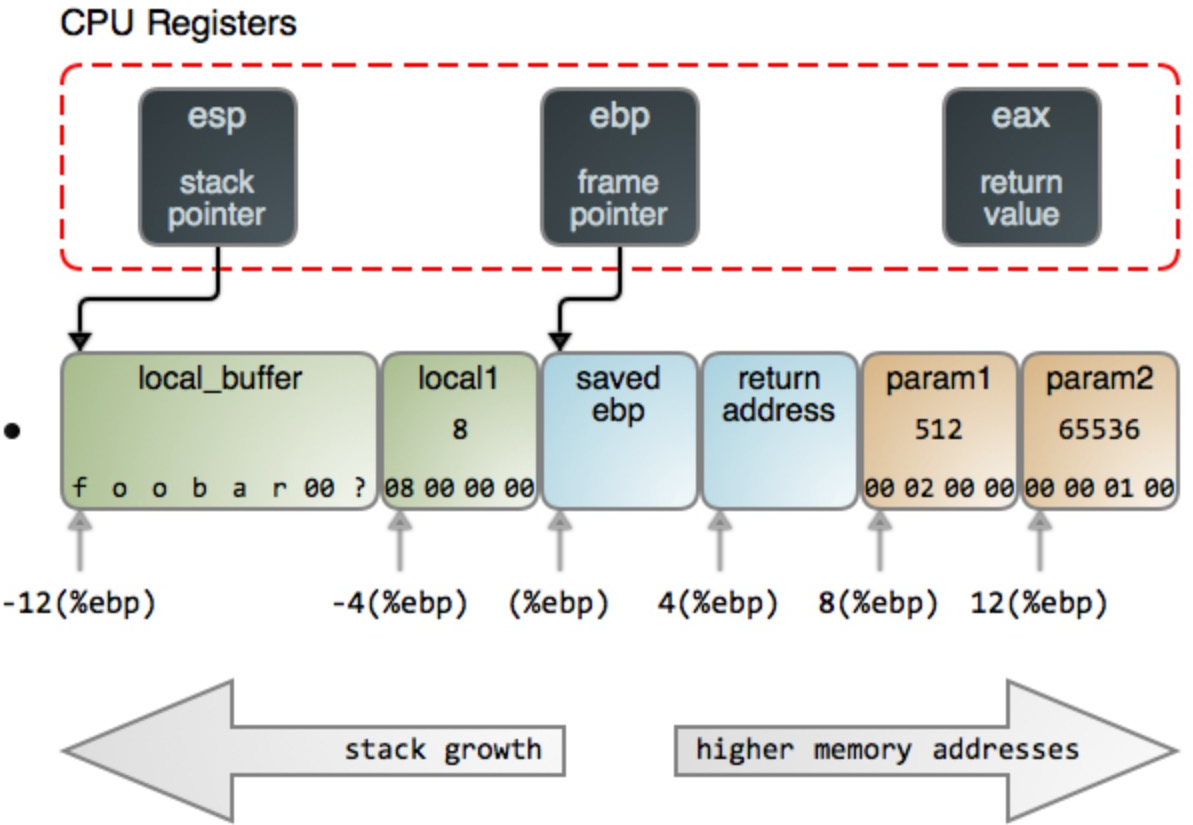 CPU Registers
esp
stack
pointer
ebp
frame
pointer
eax
return
value
local_buffer
f o o b a r 00 ?
local1
8
08 00 00 00
saved
ebp
return
address
param1
512
00 02 00 00
param2
65536
00 00 01 00
-12(%ebp)
-4(%ebp)
(%ebp)
4(%ebp)
8(%ebp)
12(%ebp)
stack growth
higher memory addresses